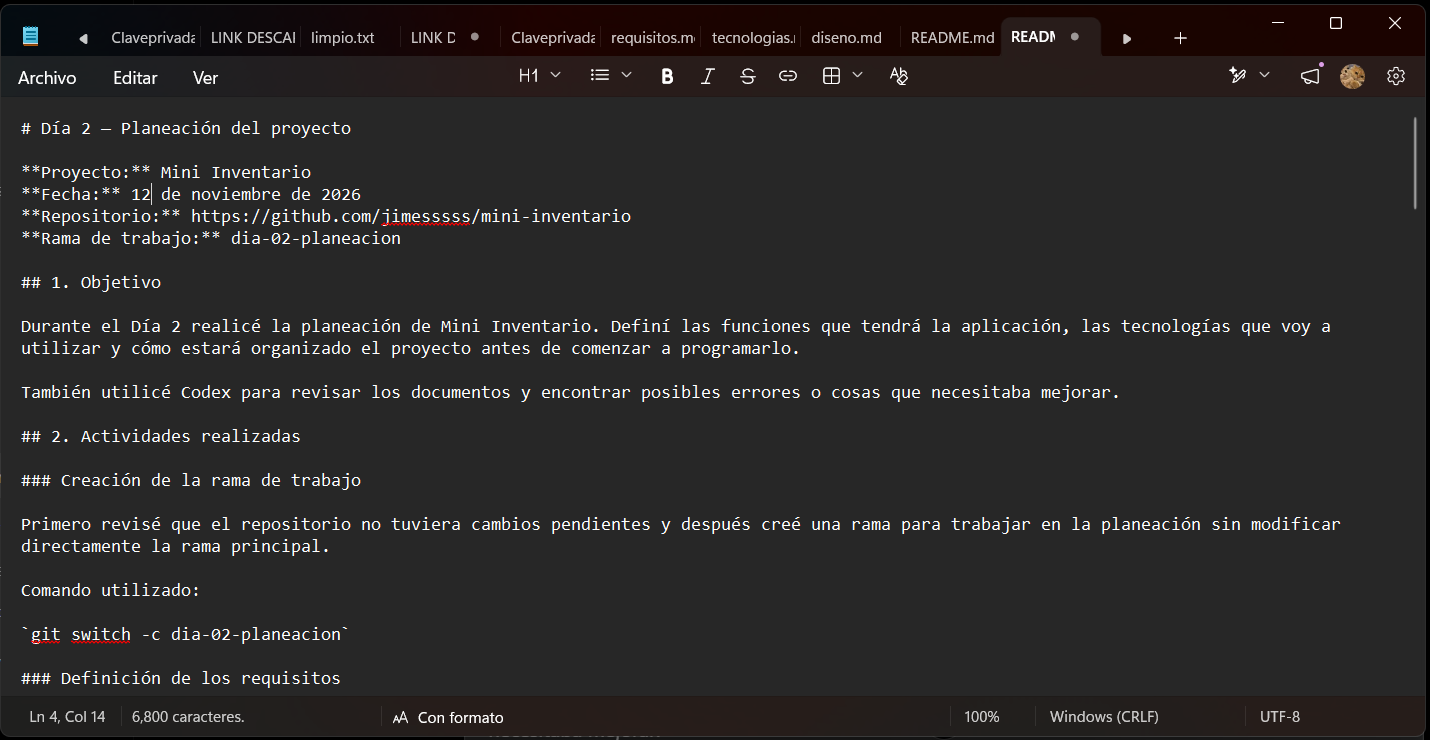 Claveprivada
LINK DESCAI
limpio.txt
LINK D
Claveprivada
requisitos.m
tecnologias.
diseno.md
README.md
READM
Archivo
Editar
Ver
H1
B
I
S
# Día 2 — Planeación del proyecto
**Proyecto:** Mini Inventario
**Fecha:** 12 de noviembre de 2026
**Repositorio:** https://github.com/jimesssss/mini-inventario
**Rama de trabajo:** dia-02-planeacion
## 1. Objetivo
Durante el Día 2 realicé la planeación de Mini Inventario. Definí las funciones que tendrá la aplicación, las tecnologías que voy a
utilizar y cómo estará organizado el proyecto antes de comenzar a programarlo.
También utilicé Codex para revisar los documentos y encontrar posibles errores o cosas que necesitaba mejorar.
## 2. Actividades realizadas
### Creación de la rama de trabajo
Primero revisé que el repositorio no tuviera cambios pendientes y después creé una rama para trabajar en la planeación sin modificar
directamente la rama principal.
Comando utilizado:
`git switch -c dia-02-planeacion`
### Definición de los requisitos
Ln 4, Col 14
6,800 caracteres.
Con formato
100%
Windows (CRLF)
UTF-8